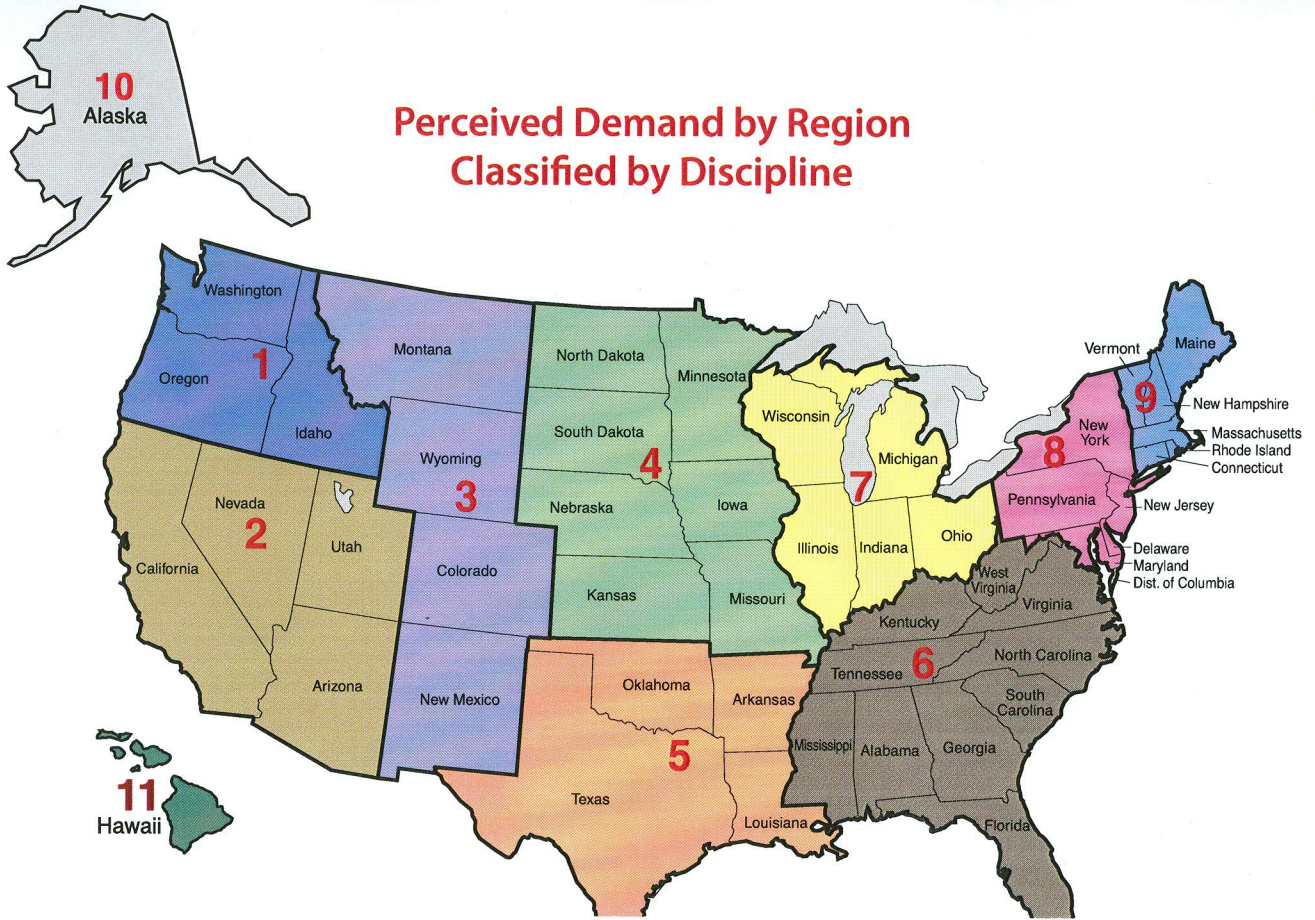 10
Alaska
Perceived Demand by Region
Classified by Discipline
Washington
Oregon
1
Idaho
Montana
Wyoming
3
Colorado
New Mexico
Nevada
2
Utah
California
Arizona
North Dakota
Minnesota
South Dakota
4
Nebraska
Iowa
Kansas
Missouri
Oklahoma
Arkansas
5
Texas
Louisiana
Wisconsin
Michigan
7
Illinois
Indiana
Ohio
West
Virginia
Virginia
Kentucky
Tennessee
6
North Carolina
South
Carolina
Mississippi
Alabama
Georgia
Florida
New
York
8
Pennsylvania
New Jersey
Delaware
Maryland
Dist. of Columbia
Vermont
Maine
9
New Hampshire
Massachusetts
Rhode Island
Connecticut
11
Hawaii